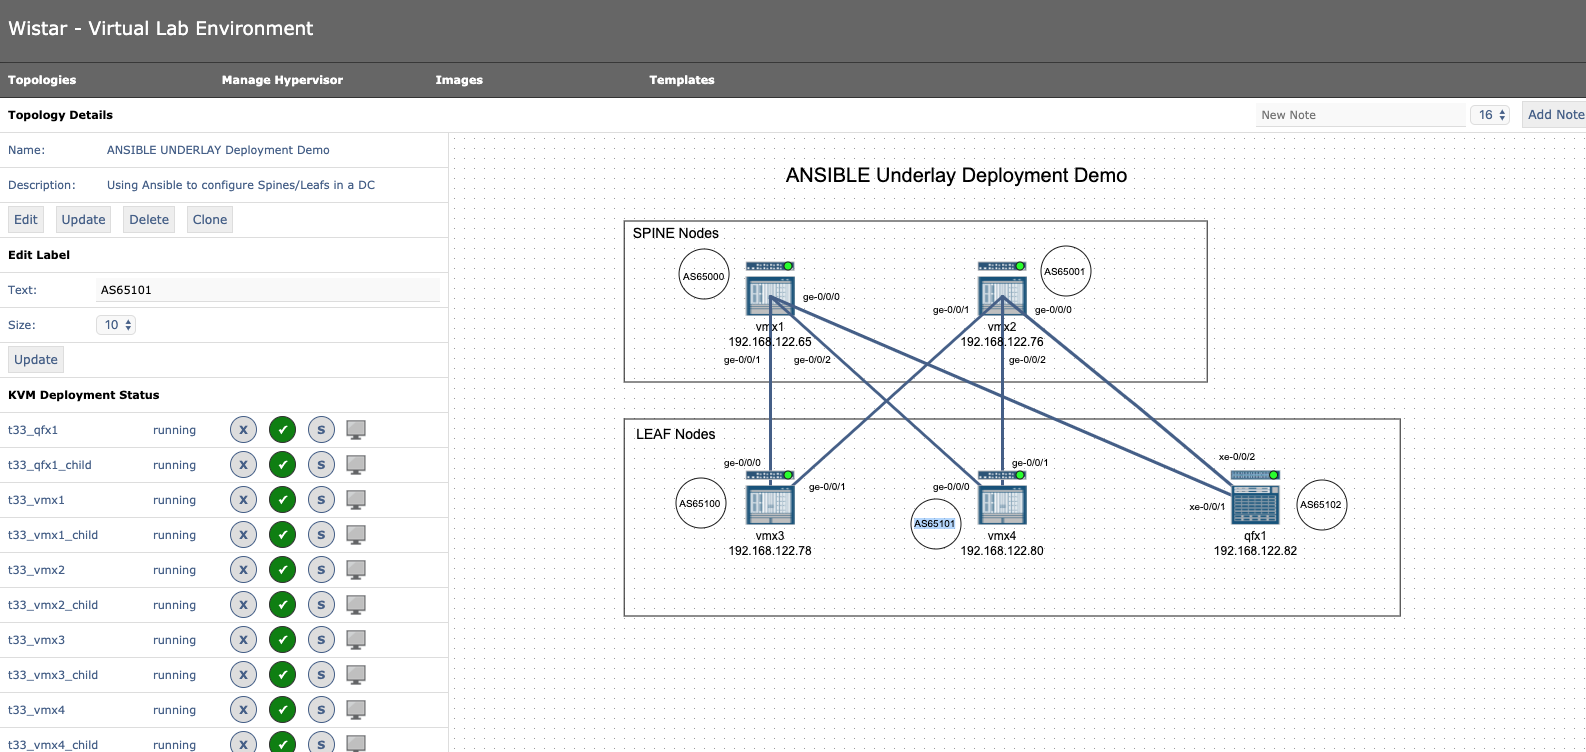 Wistar - Virtual Lab Environment
Topologies Manage Hypervisor Images Templates
Topology Details
New Note 16 Add Note
Name: ANSIBLE UNDERLAY Deployment Demo
Description: Using Ansible to configure Spines/Leafs in a DC
Edit Update Delete Clone
Edit Label
Text: AS65101
Size: 10
Update
KVM Deployment Status
t33_qfx1 running X ✔ S
t33_qfx1_child running X ✔ S
t33_vmx1 running X ✔ S
t33_vmx1_child running X ✔ S
t33_vmx2 running X ✔ S
t33_vmx2_child running X ✔ S
t33_vmx3 running X ✔ S
t33_vmx3_child running X ✔ S
t33_vmx4 running X ✔ S
t33_vmx4_child running X ✔ S
ANSIBLE Underlay Deployment Demo
SPINE Nodes
AS65000
AS65001
ge-0/0/0
ge-0/0/1
ge-0/0/0
vmx1
vmx2
192.168.122.65
192.168.122.76
ge-0/0/1
ge-0/0/2
ge-0/0/2
LEAF Nodes
ge-0/0/0
ge-0/0/1
xe-0/0/2
ge-0/0/1
ge-0/0/0
AS65100
AS65101
xe-0/0/1
AS65102
vmx3
vmx4
qfx1
192.168.122.78
192.168.122.80
192.168.122.82